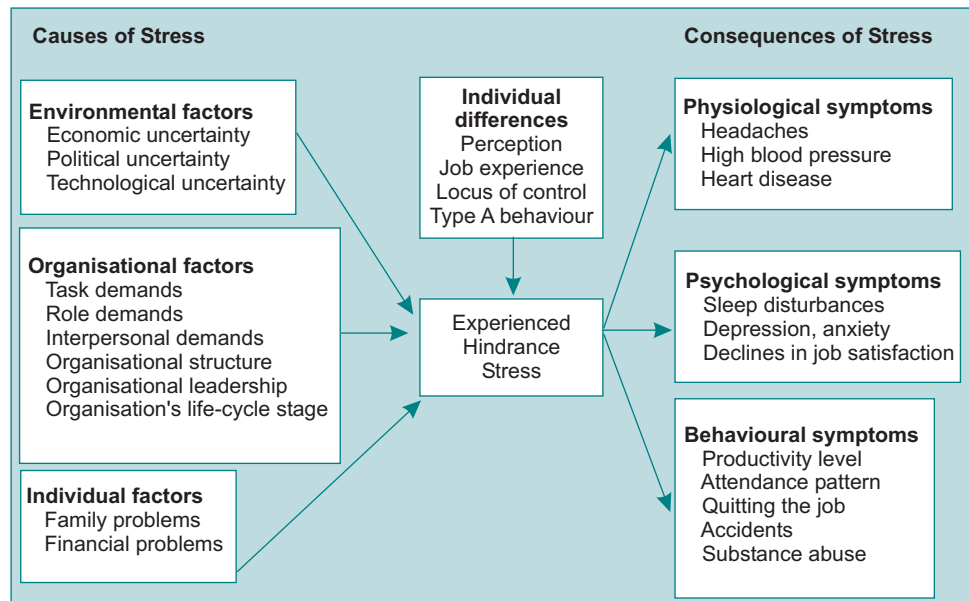 Causes of Stress
Consequences of Stress
Environmental factors
Economic uncertainty
Political uncertainty
Technological uncertainty
Organisational factors
Task demands
Role demands
Interpersonal demands
Organisational structure
Organisational leadership
Organisation's life-cycle stage
Individual factors
Family problems
Financial problems
Individual
differences
Perception
Job experience
Locus of control
Type A behaviour
Experienced
Hindrance
Stress
Physiological symptoms
Headaches
High blood pressure
Heart disease
Psychological symptoms
Sleep disturbances
Depression, anxiety
Declines in job satisfaction
Behavioural symptoms
Productivity level
Attendance pattern
Quitting the job
Accidents
Substance abuse